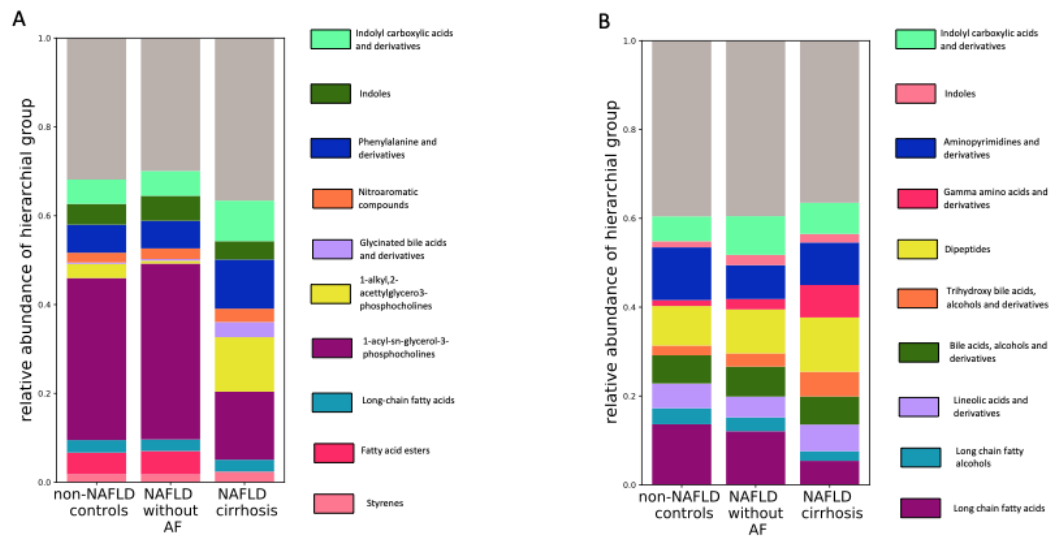 A
relative abundance of hierarchial group
1.0
0.8
0.6
0.4
0.2
0.0
non-NAFLD
controls
NAFLD
without
AF
NAFLD
cirrhosis
Indolyl carboxylic acids
and derivatives
Indoles
Phenylalanine and
derivatives
Nitroaromatic
compounds
Glycinated bile acids
and derivatives
1-alkyl,2-
acettylglycero3-
phosphocholines
1-acyl-sn-glycerol-3-
phosphocholines
Long-chain fatty acids
Fatty acid esters
Styrenes
B
relative abundance of hierarchial group
1.0
0.8
0.6
0.4
0.2
0.0
non-NAFLD
controls
NAFLD
without
AF
NAFLD
cirrhosis
Indolyl carboxylic acids
and derivatives
Indoles
Aminopyrimidines and
derivatives
Gamma amino acids and
derivatives
Dipeptides
Trihydroxy bile acids,
alcohols and derivatives
Bile acids, alcohols and
derivatives
Lineolic acids and
derivatives
Long chain fatty
alcohols
Long chain fatty acids